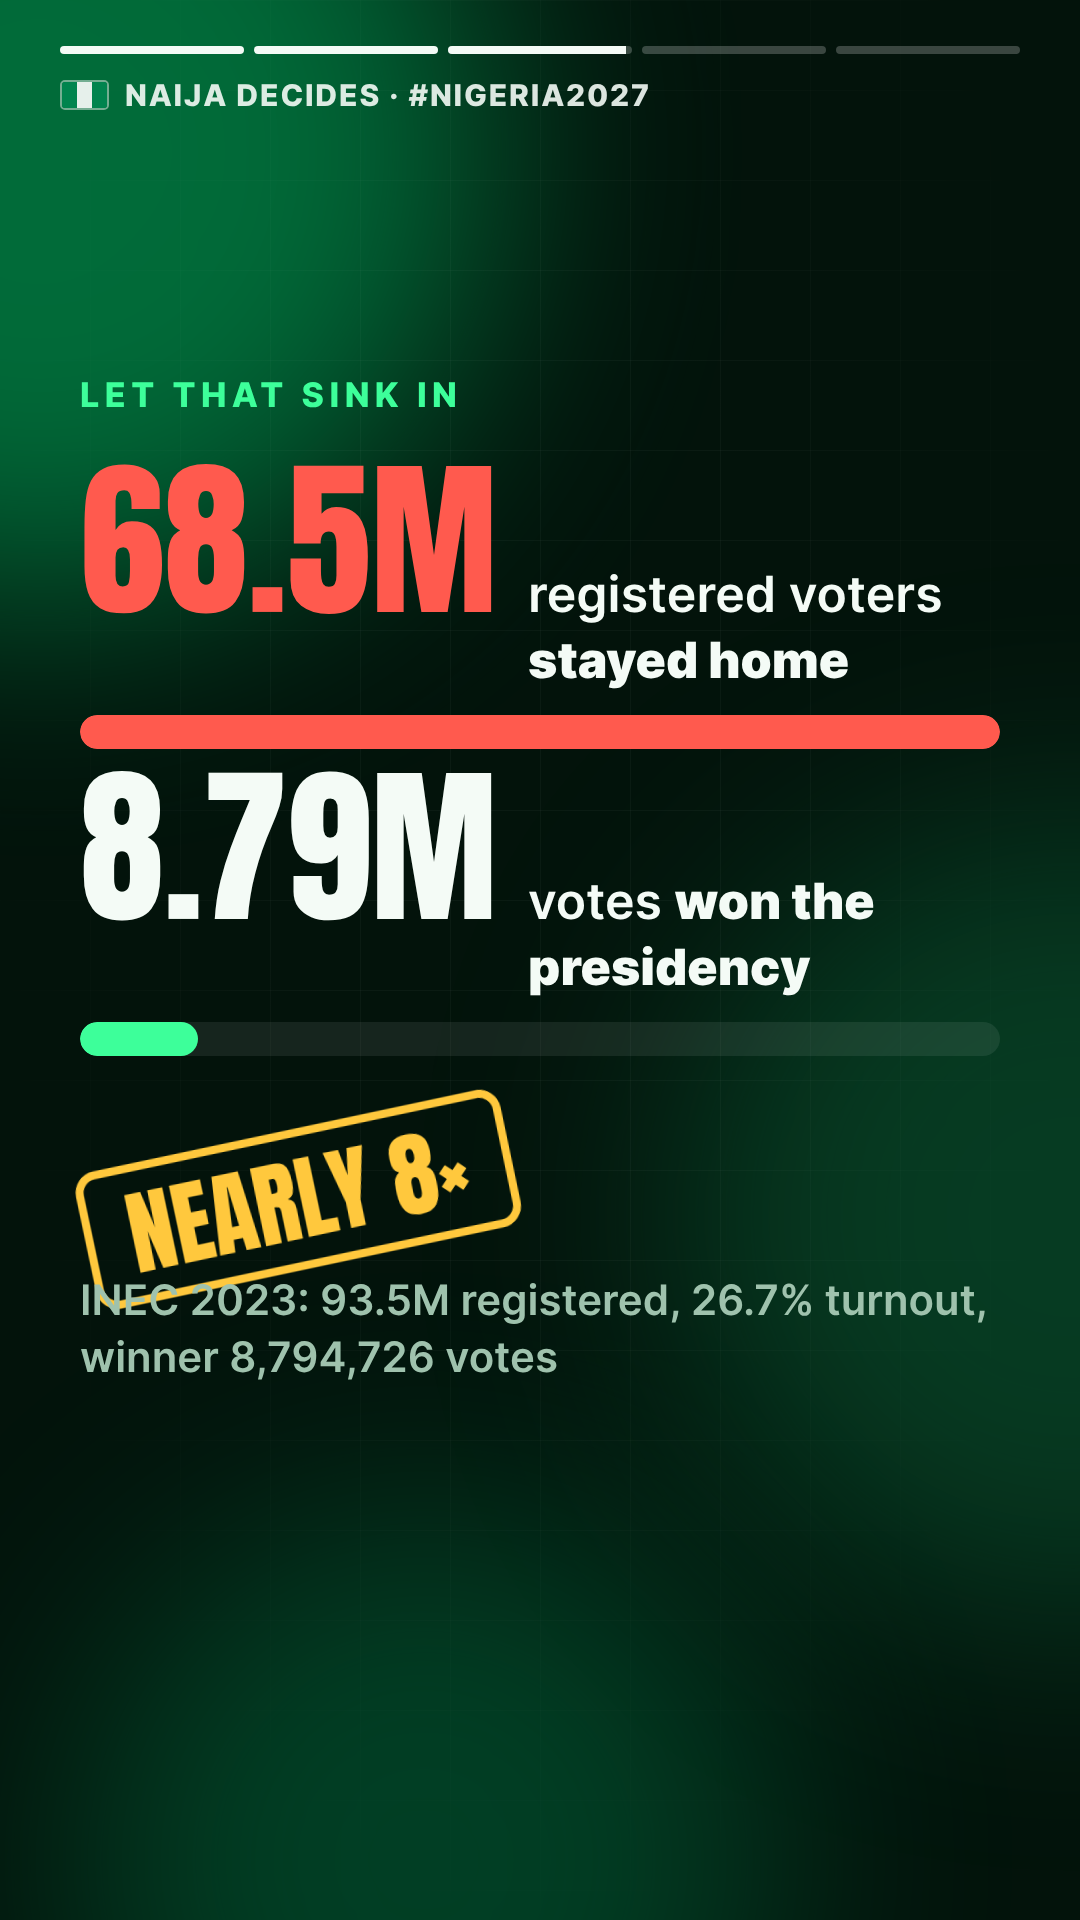 NAIJA DECIDES · #NIGERIA2027
LET THAT SINK IN
68.5M registered voters
stayed home
8.79M votes won the
presidency
NEARLY 8×
INEC 2023: 93.5M registered, 26.7% turnout,
winner 8,794,726 votes